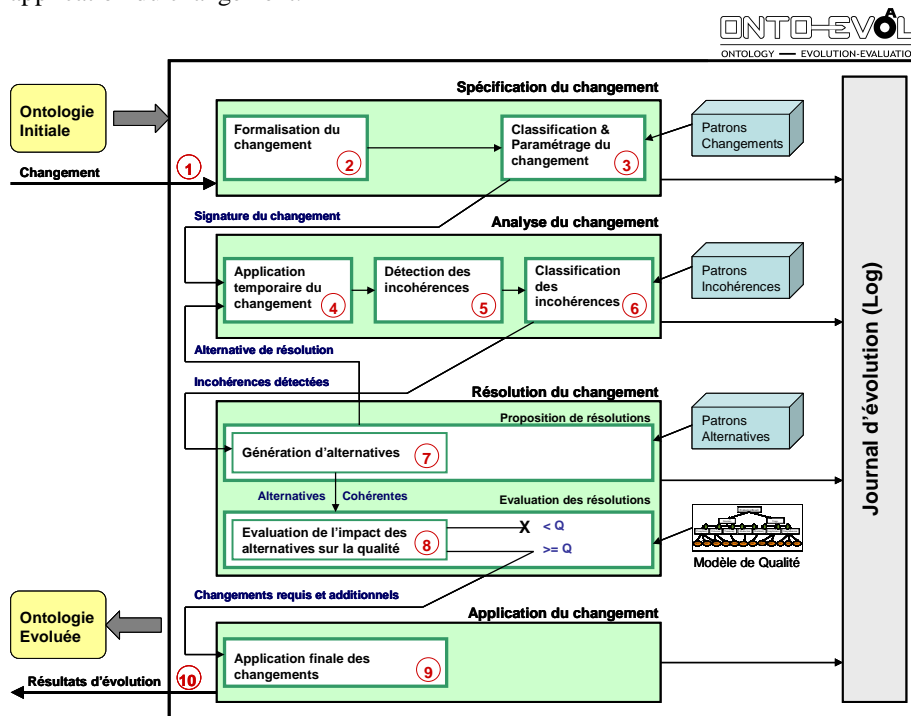 application du changement.
ONTO-EVOAL
ONTOLOGY — EVOLUTION-EVALUATIO
Spécification du changement
Ontologie
Initiale
Formalisation du
changement
2
Classification &
Paramétrage du
changement
3
Patrons
Changements
Changement
1
Signature du changement
Analyse du changement
Application
temporaire du
changement
4
Détection des
incohérences
5
Classification
des
incohérences
6
Patrons
Incohérences
Journal d'évolution (Log)
Alternative de résolution
Incohérences détectées
Résolution du changement
Proposition de résolutions
Génération d'alternatives
7
Patrons
Alternatives
Alternatives Cohérentes
Evaluation des résolutions
Evaluation de l'impact des
alternatives sur la qualité
8
X < Q
>= Q
Modèle de Qualité
Changements requis et additionnels
Ontologie
Evoluée
Application du changement
Application finale des
changements
9
Résultats d'évolution
10